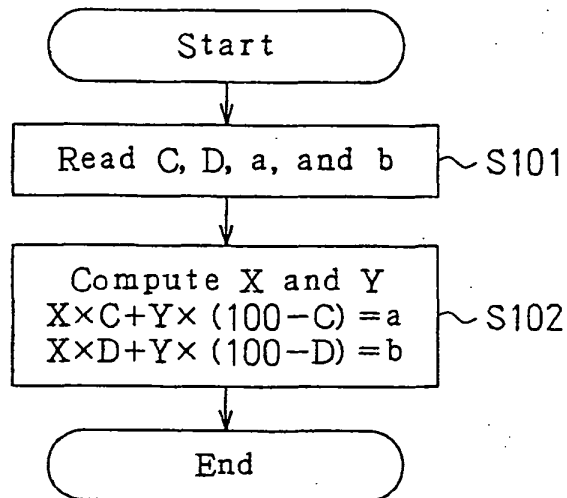 Start
Read C, D, a, and b
S101
Compute X and Y
X×C+Y×(100-C)=a
S102
X×D+Y×(100-D)=b
End